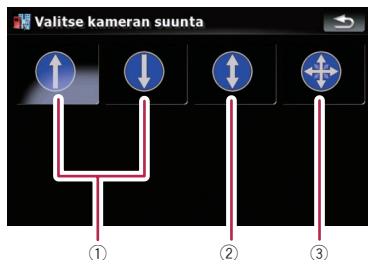 Valitse kameran suunta
① ② ③